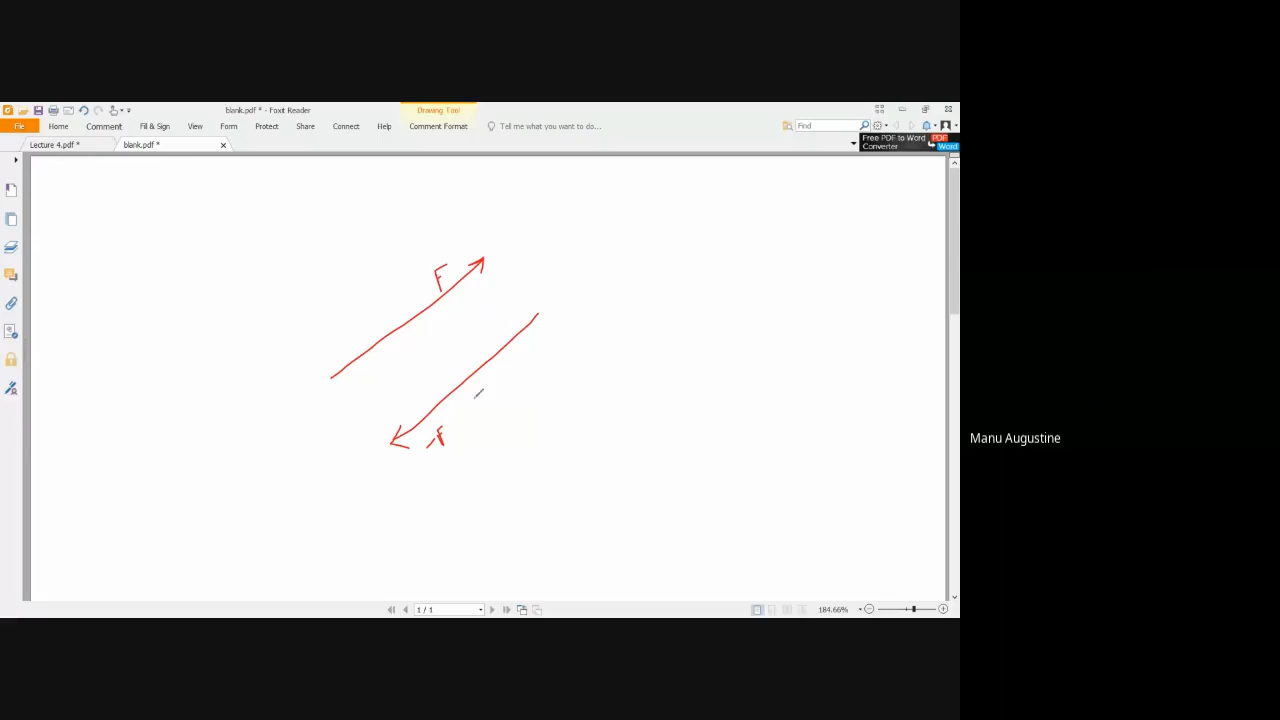 blank.pdf * - Foxit Reader
Drawing Tool
File Home Comment Fill & Sign View Form Protect Share Connect Help Comment Format Tell me what you want to do... Find
Lecture 4.pdf * blank.pdf *
Free PDF to Word Converter PDF Word
F
-F
Manu Augustine
1 / 1 184.66%